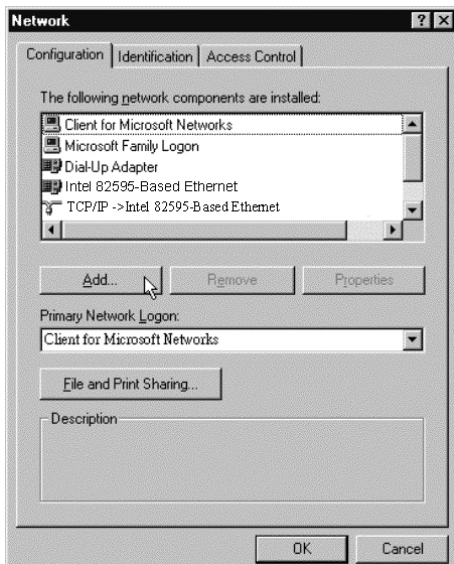 Network
Configuration Identification Access Control
The following network components are installed:
Client for Microsoft Networks
Microsoft Family Logon
Dial-Up Adapter
Intel 82595-Based Ethernet
TCP/IP ->Intel 82595-Based Ethernet
Add... Remove Properties
Primary Network Logon:
Client for Microsoft Networks
File and Print Sharing...
Description
OK Cancel